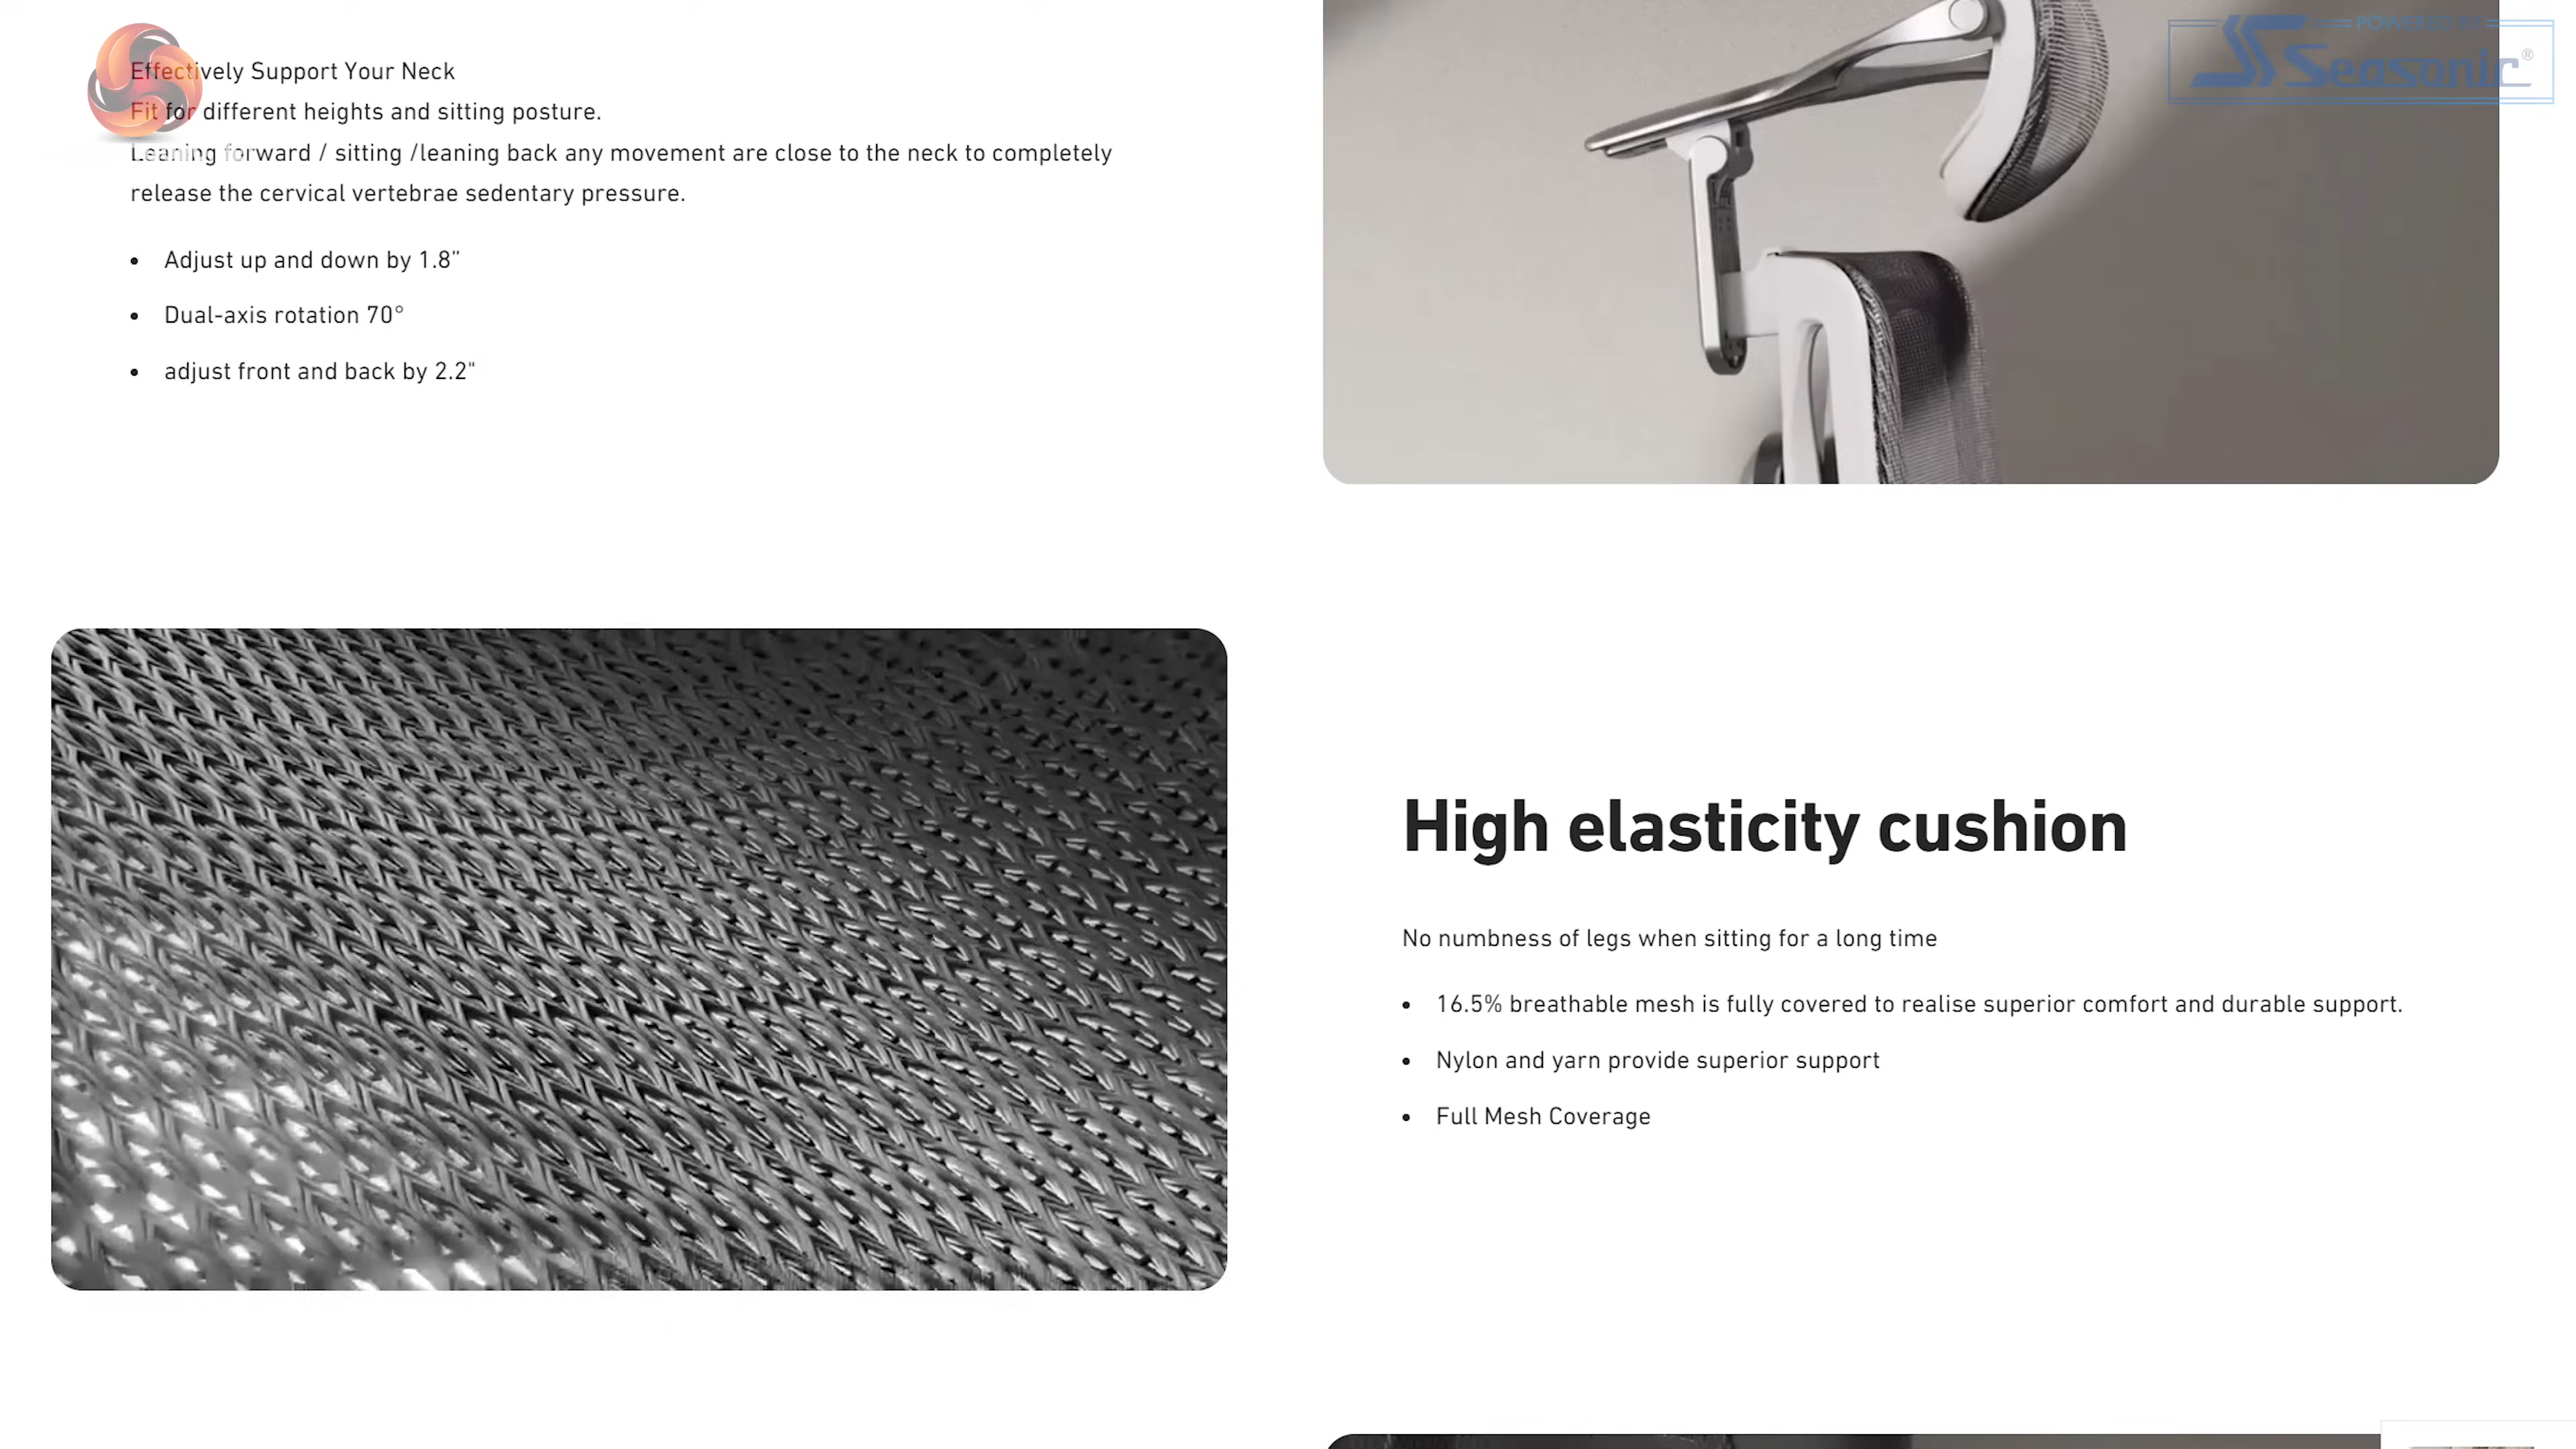 POWERED BY
Seasonic®
Effectively Support Your Neck
Fit for different heights and sitting posture.
Leaning forward / sitting /leaning back any movement are close to the neck to completely
release the cervical vertebrae sedentary pressure.
• Adjust up and down by 1.8”
• Dual-axis rotation 70°
• adjust front and back by 2.2"
High elasticity cushion
No numbness of legs when sitting for a long time
• 16.5% breathable mesh is fully covered to realise superior comfort and durable support.
• Nylon and yarn provide superior support
• Full Mesh Coverage